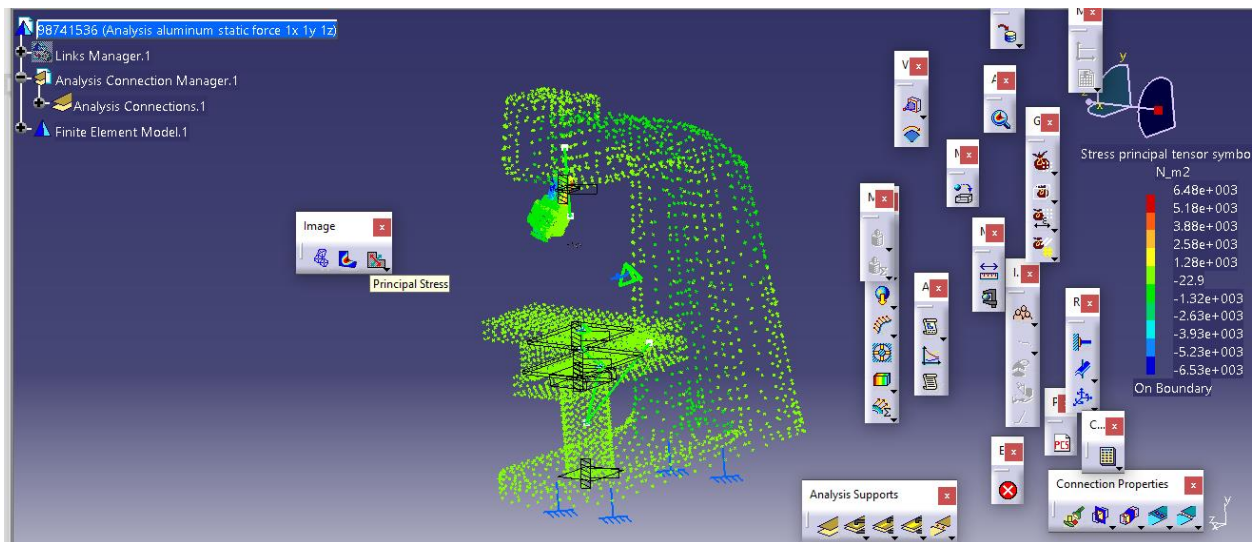 98741536 (Analysis aluminum static force 1x 1y 1z)
Links Manager.1
Analysis Connection Manager.1
Analysis Connections.1
Finite Element Model.1
Image
Principal Stress
V
G
M
A
I.
R
C...
PCS
E
Analysis Supports
Connection Properties
y
x
Stress principal tensor symbo
N_m2
6.48e+003
5.18e+003
3.88e+003
2.58e+003
1.28e+003
-22.9
-1.32e+003
-2.63e+003
-3.93e+003
-5.23e+003
-6.53e+003
On Boundary
y
z